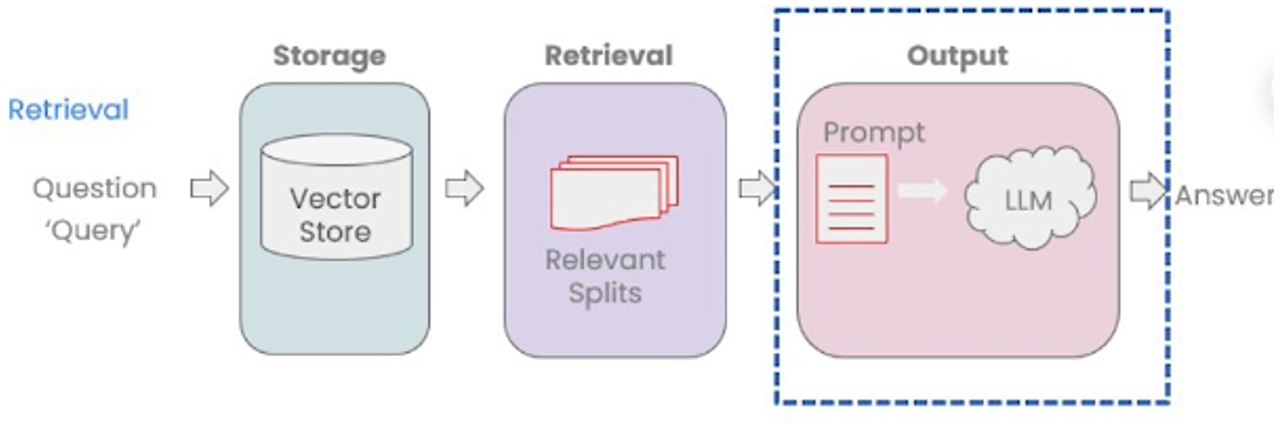 Storage
Retrieval
Output
Retrieval
Question
‘Query’
Vector
Store
Relevant
Splits
Prompt
LLM
Answer